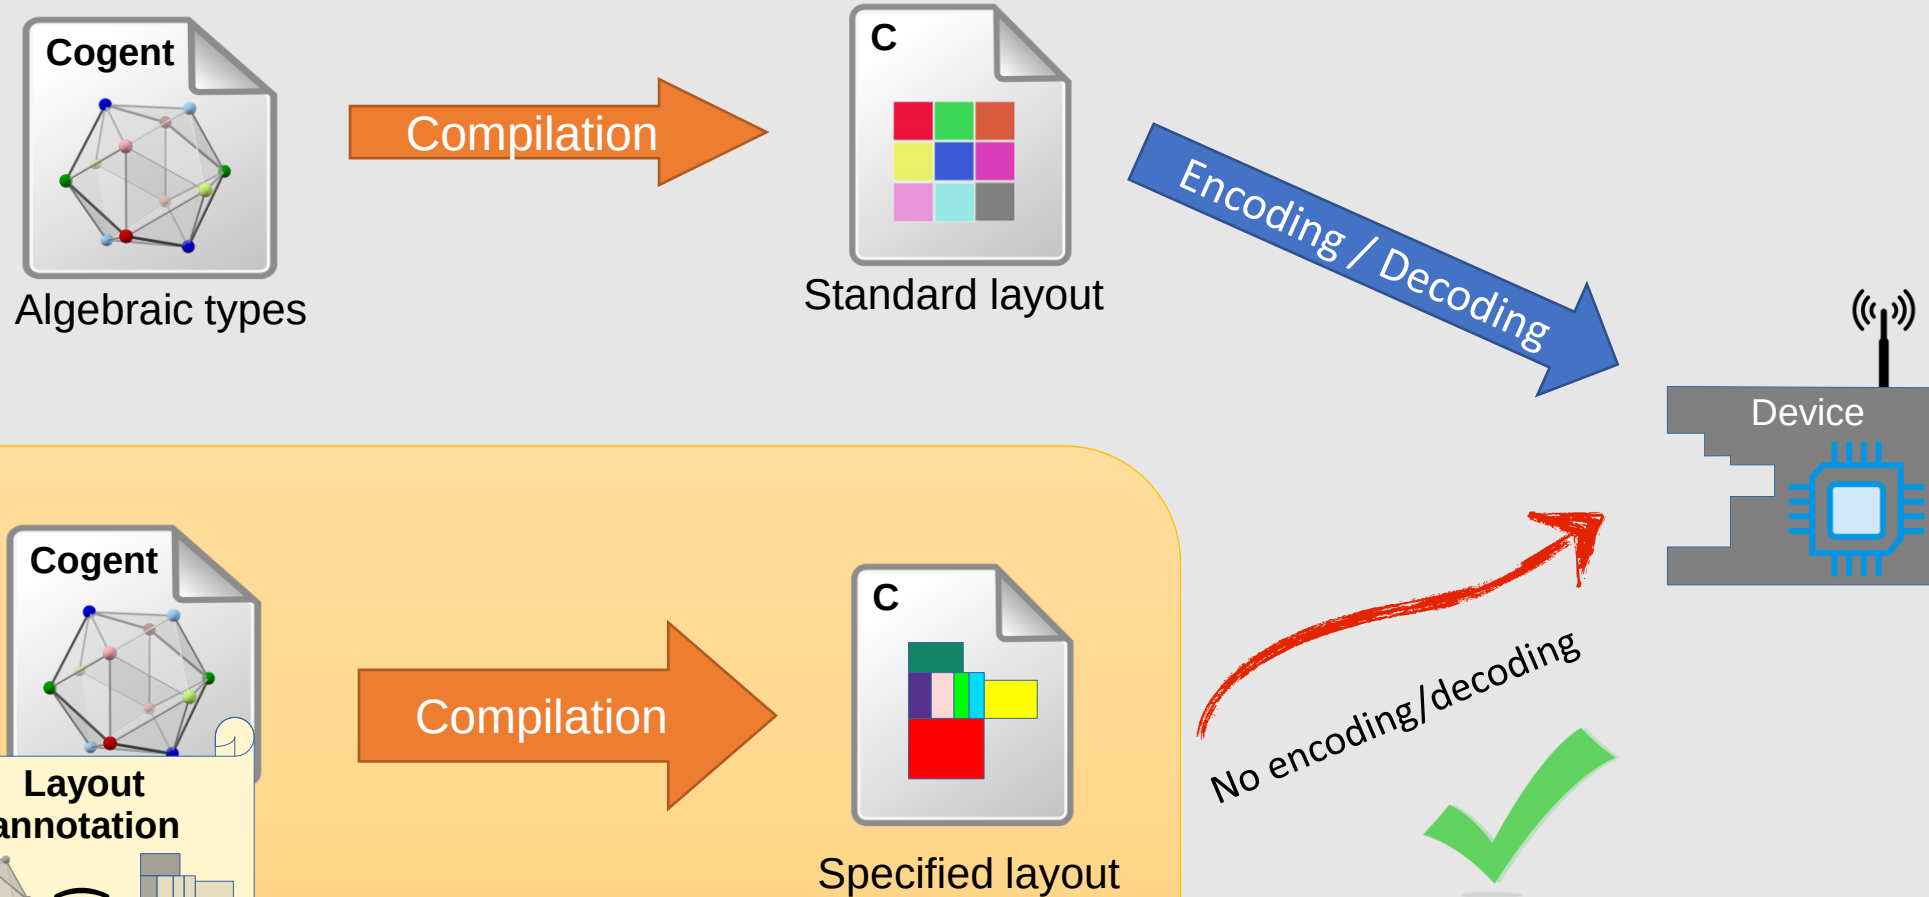 Cogent
Compilation
C
Algebraic types
Standard layout
Encoding / Decoding
Device
Cogent
Compilation
C
Layout
annotation
Specified layout
No encoding/decoding